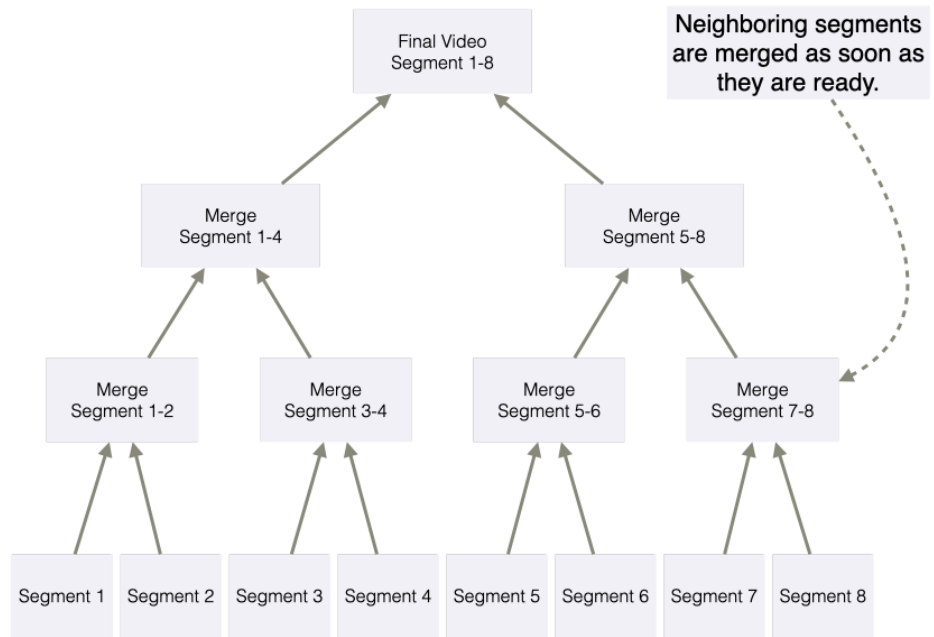 Final Video
Segment 1-8
Neighboring segments
are merged as soon as
they are ready.
Merge
Segment 1-4
Merge
Segment 5-8
Merge
Segment 1-2
Merge
Segment 3-4
Merge
Segment 5-6
Merge
Segment 7-8
Segment 1
Segment 2
Segment 3
Segment 4
Segment 5
Segment 6
Segment 7
Segment 8